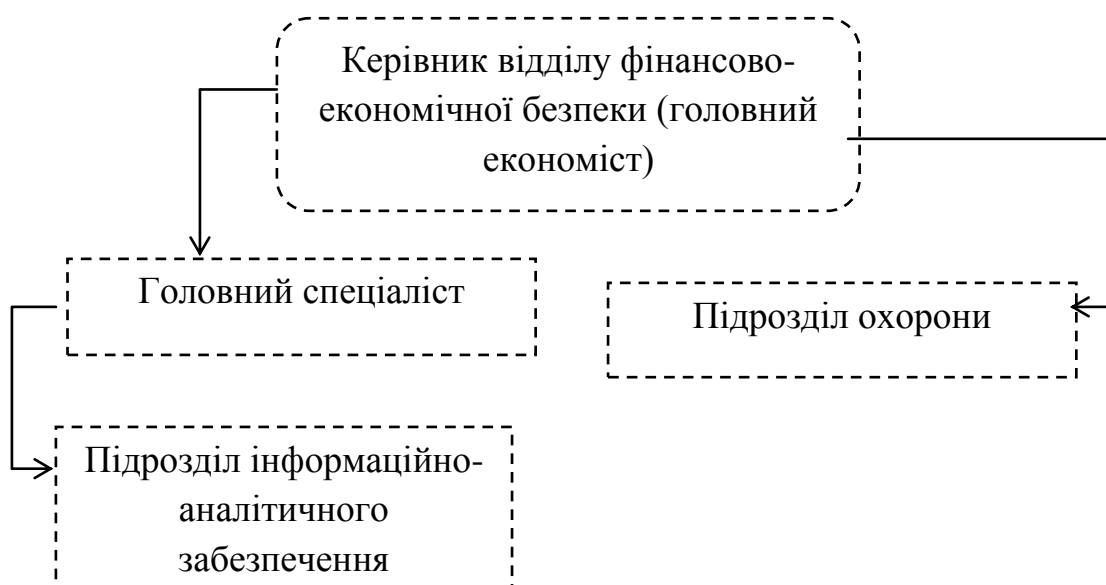 Керівник відділу фінансово-
економічної безпеки (головний
економіст)
Головний спеціаліст
Підрозділ охорони
Підрозділ інформаційно-
аналітичного
забезпечення